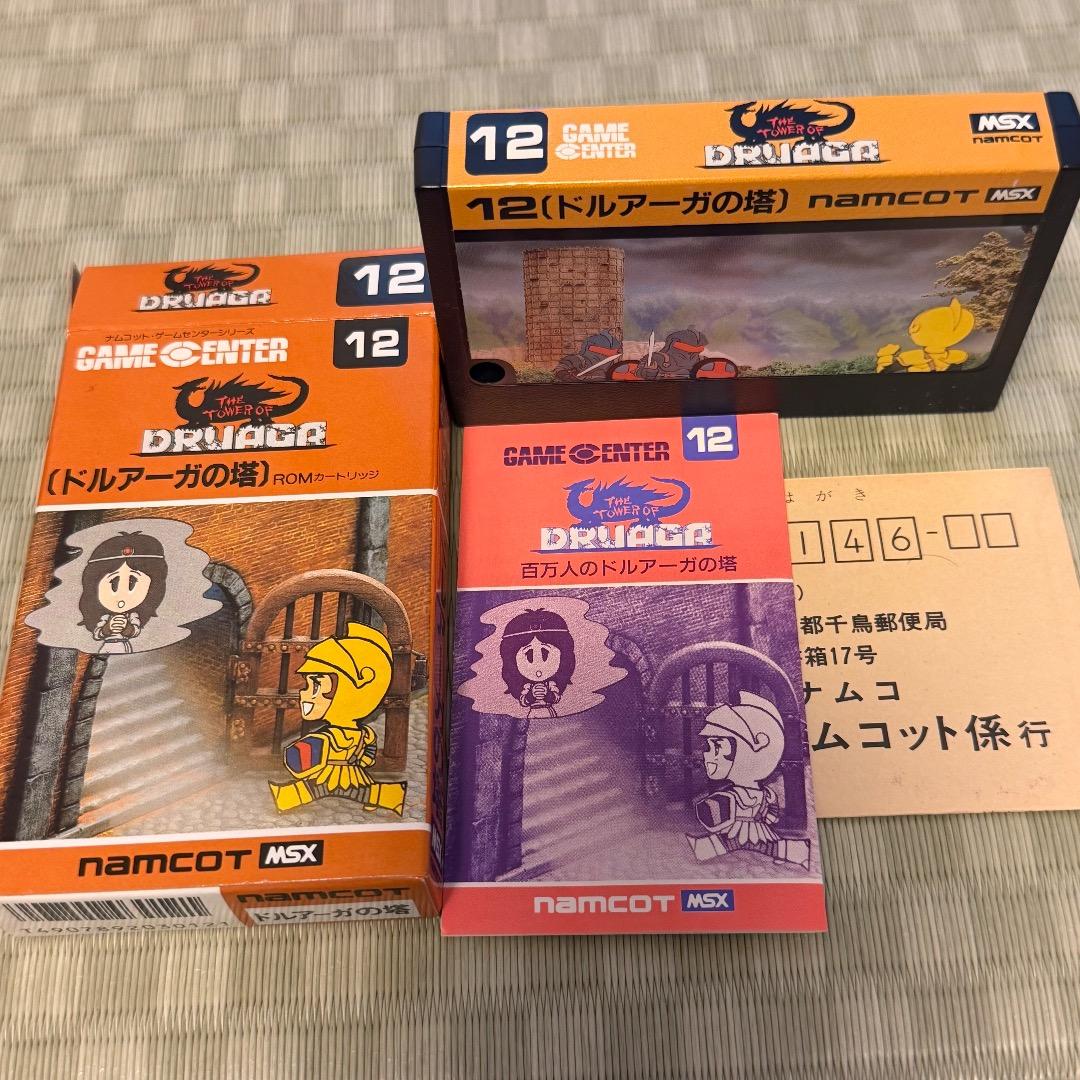 12
GAME CENTER
THE TOWER OF
DRUAGA
MSX
namcot
12〔ドルアーガの塔〕 namcot MSX
THE TOWER OF
DRUAGA
12
ナムコット・ゲームセンターシリーズ
GAME CENTER
12
THE TOWER OF
DRUAGA
〔ドルアーガの塔〕ROMカートリッジ
namcot MSX
namcot
ドルアーガの塔
T4907892030121
GAME CENTER
12
THE TOWER OF
DRUAGA
百万人のドルアーガの塔
namcot MSX
はがき
146-
都千鳥郵便局
箱17号
ナムコ
ムコット係行